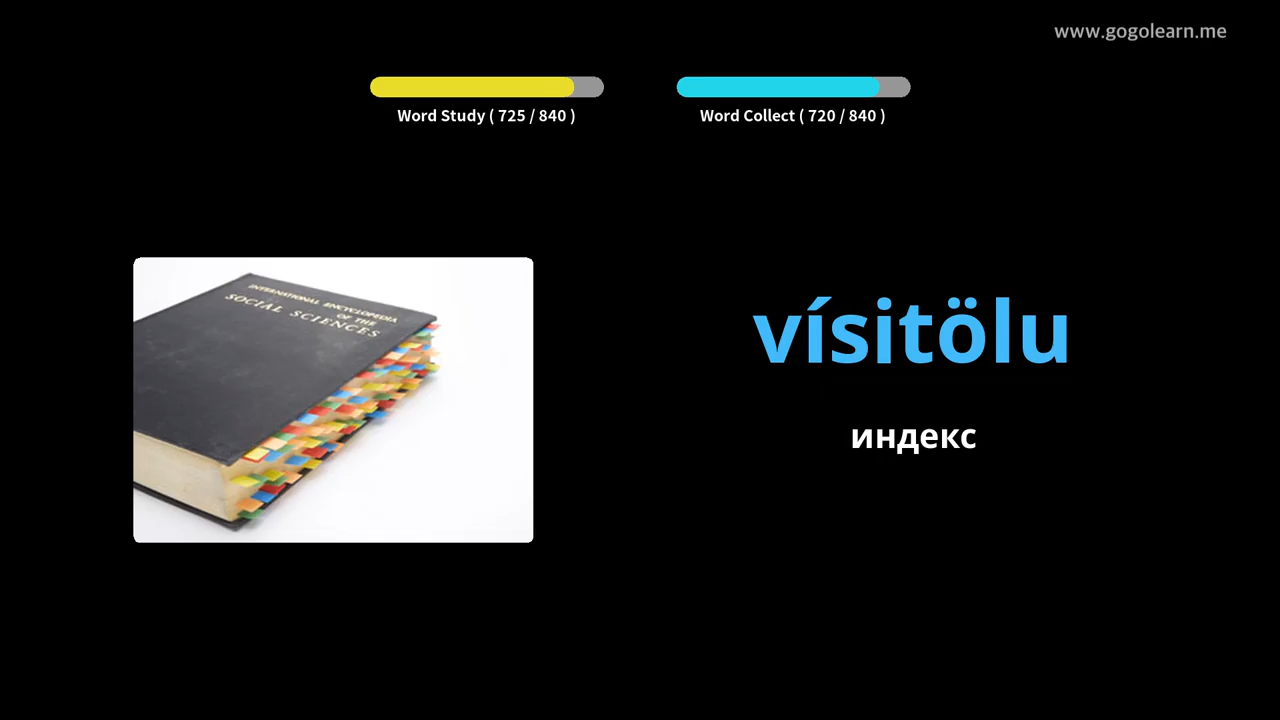 www.gogolearn.me
Word Study ( 725 / 840 )
Word Collect ( 720 / 840 )
INTERNATIONAL ENCYCLOPEDIA
OF THE
SOCIAL SCIENCES
vísitölu
индекс